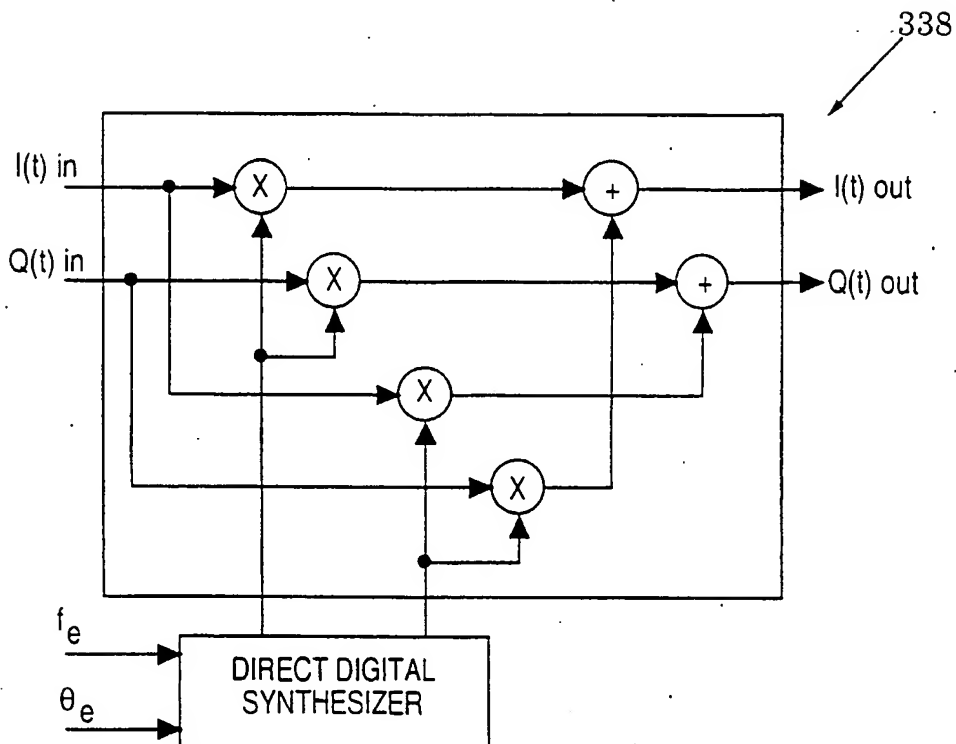 338
I(t) in
X
+
I(t) out
Q(t) in
X
+
Q(t) out
X
X
fe
θe
DIRECT DIGITAL
SYNTHESIZER